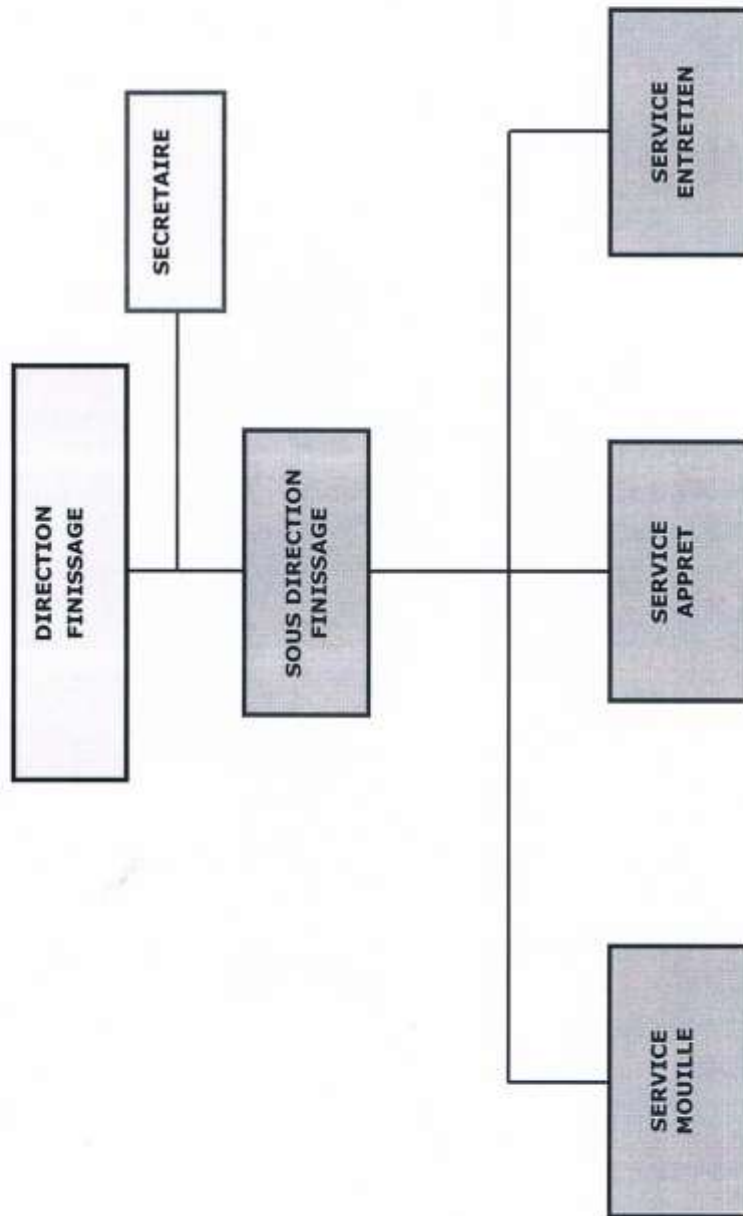 DIRECTION
FINISSAGE
SECRETAIRE
SOUS DIRECTION
FINISSAGE
SERVICE
MOUILLE
SERVICE
APPRET
SERVICE
ENTRETIEN